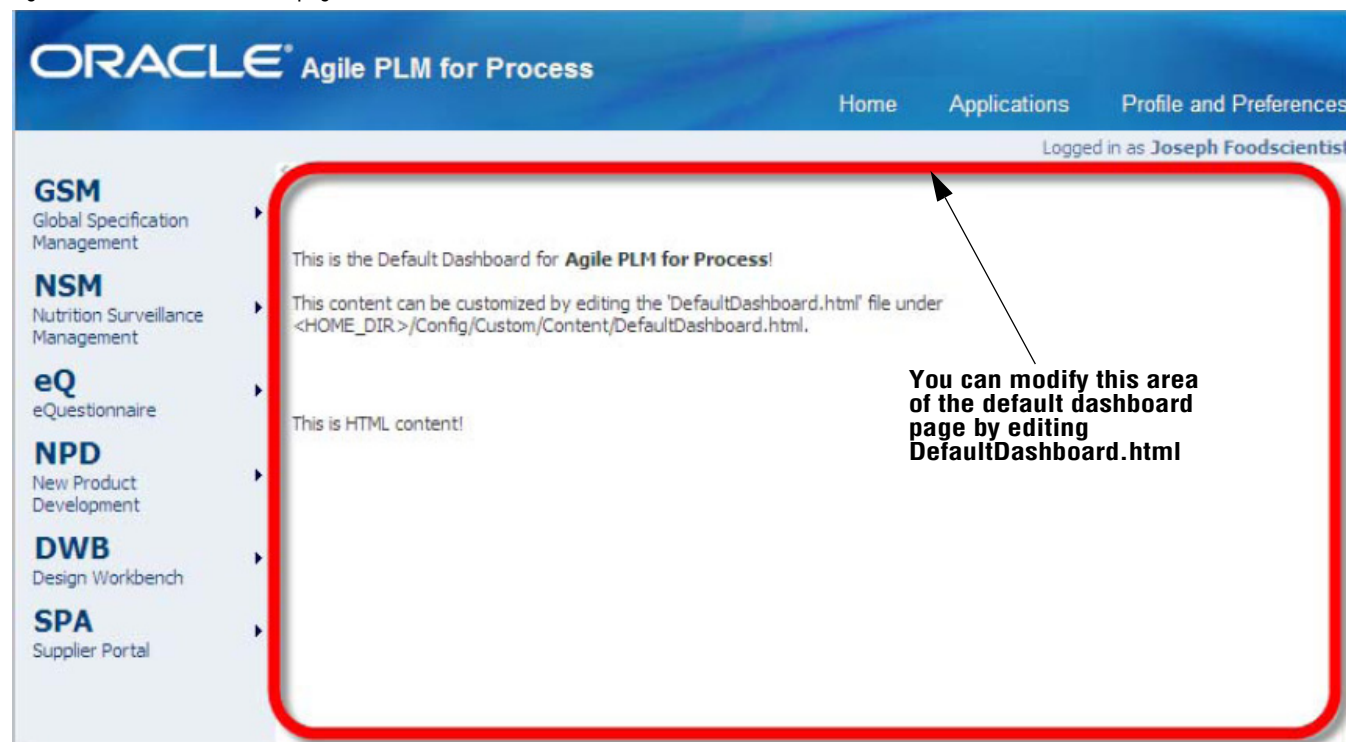 ORACLE® Agile PLM for Process
Home Applications Profile and Preferences
Logged in as Joseph Foodscientist
GSM
Global Specification
Management
NSM
Nutrition Surveillance
Management
eQ
eQuestionnaire
NPD
New Product
Development
DWB
Design Workbench
SPA
Supplier Portal
This is the Default Dashboard for Agile PLM for Process!
This content can be customized by editing the 'DefaultDashboard.html' file under
<HOME_DIR>/Config/Custom/Content/DefaultDashboard.html.
This is HTML content!
You can modify this area
of the default dashboard
page by editing
DefaultDashboard.html